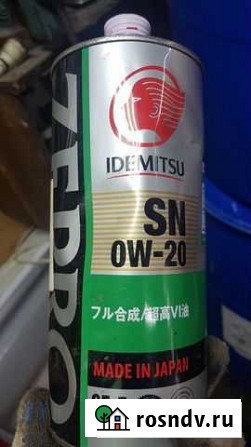 ZEPRO
IDEMITSU
SN
0W-20
フル合成/超高VI油
MADE IN JAPAN
rosndv.ru